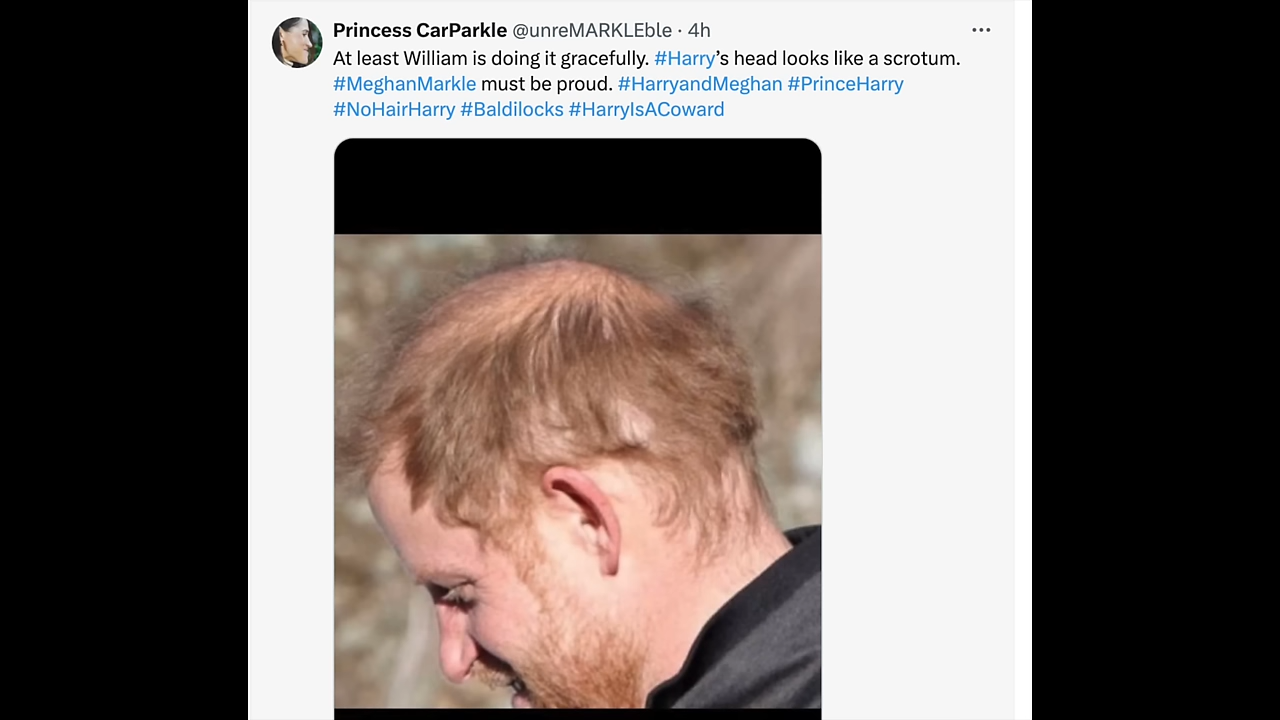 Princess CarParkle @unreMARKLEble · 4h
At least William is doing it gracefully. #Harry’s head looks like a scrotum.
#MeghanMarkle must be proud. #HarryandMeghan #PrinceHarry
#NoHairHarry #Baldilocks #HarryIsACoward